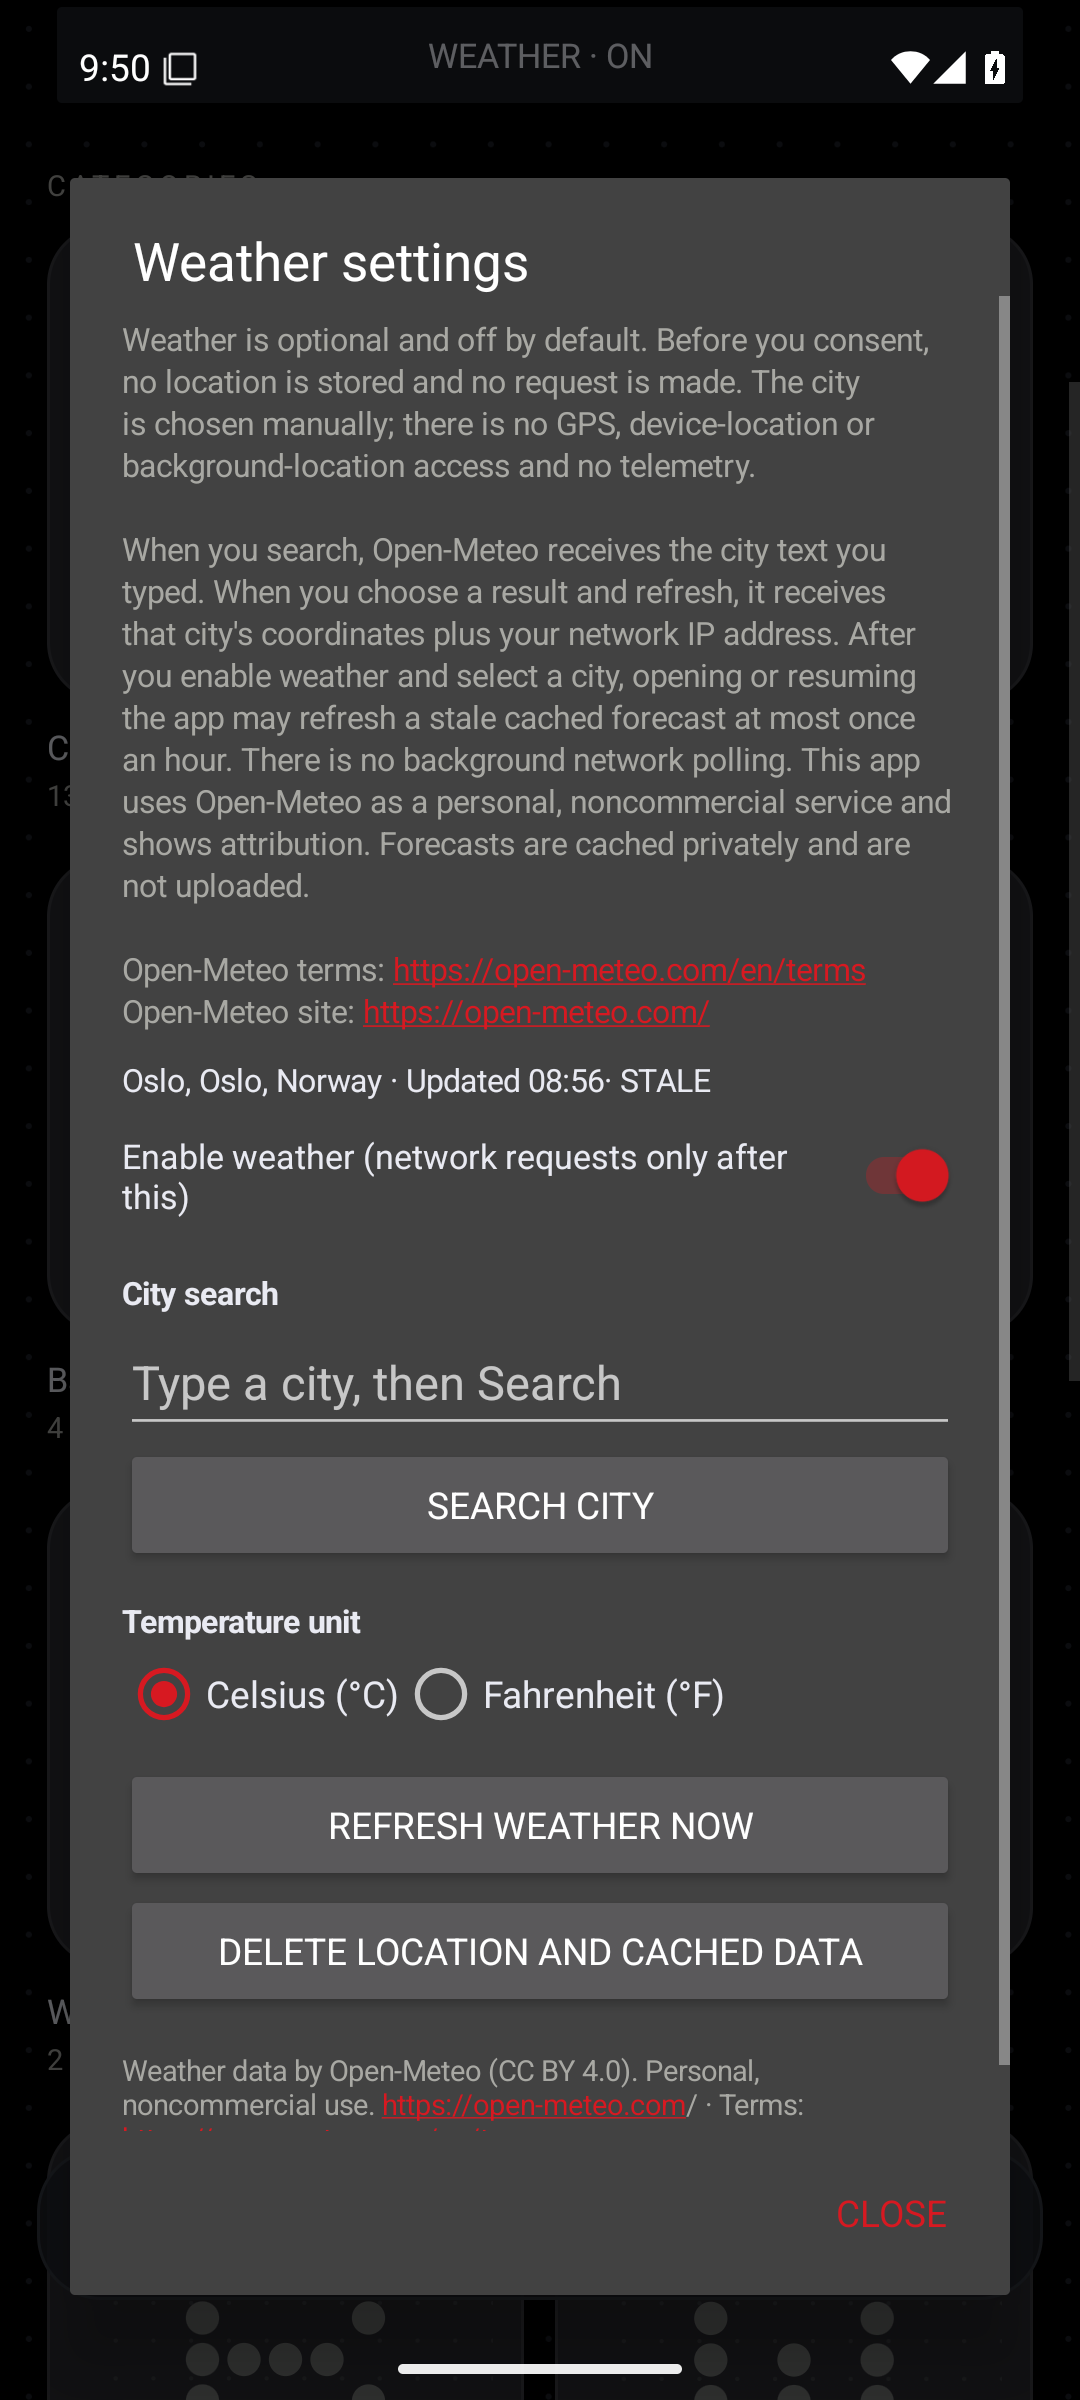 9:50
WEATHER · ON
Weather settings
Weather is optional and off by default. Before you consent,
no location is stored and no request is made. The city
is chosen manually; there is no GPS, device-location or
background-location access and no telemetry.
When you search, Open-Meteo receives the city text you
typed. When you choose a result and refresh, it receives
that city's coordinates plus your network IP address. After
you enable weather and select a city, opening or resuming
the app may refresh a stale cached forecast at most once
an hour. There is no background network polling. This app
uses Open-Meteo as a personal, noncommercial service and
shows attribution. Forecasts are cached privately and are
not uploaded.
Open-Meteo terms: https://open-meteo.com/en/terms
Open-Meteo site: https://open-meteo.com/
Oslo, Oslo, Norway · Updated 08:56· STALE
Enable weather (network requests only after
this)
City search
Type a city, then Search
SEARCH CITY
Temperature unit
Celsius (°C) Fahrenheit (°F)
REFRESH WEATHER NOW
DELETE LOCATION AND CACHED DATA
Weather data by Open-Meteo (CC BY 4.0). Personal,
noncommercial use. https://open-meteo.com/ · Terms:
CLOSE